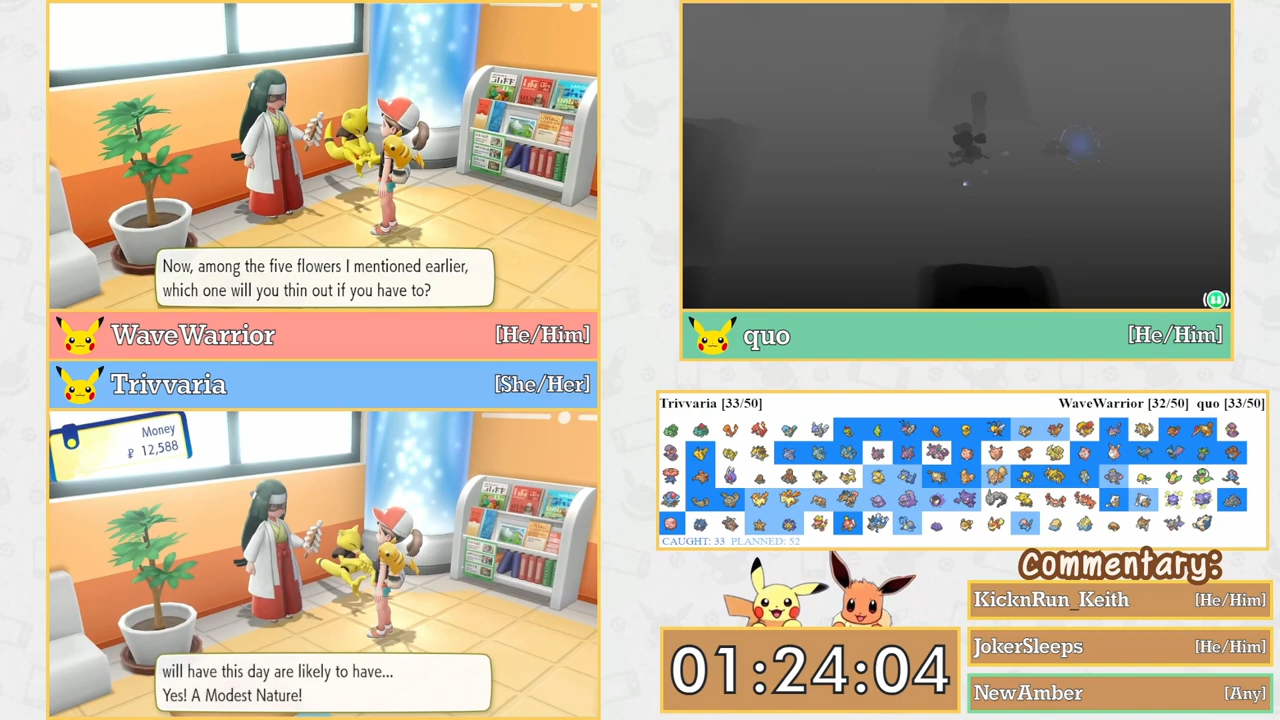 Now, among the five flowers I mentioned earlier,
which one will you thin out if you have to?
WaveWarrior [He/Him]
Trivvaria [She/Her]
Money
₽ 12,588
will have this day are likely to have...
Yes! A Modest Nature!
quo [He/Him]
Trivvaria [33/50] WaveWarrior [32/50] quo [33/50]
CAUGHT: 33 PLANNED: 52
Commentary:
KicknRun_Keith [He/Him]
JokerSleeps [He/Him]
NewAmber [Any]
01:24:04